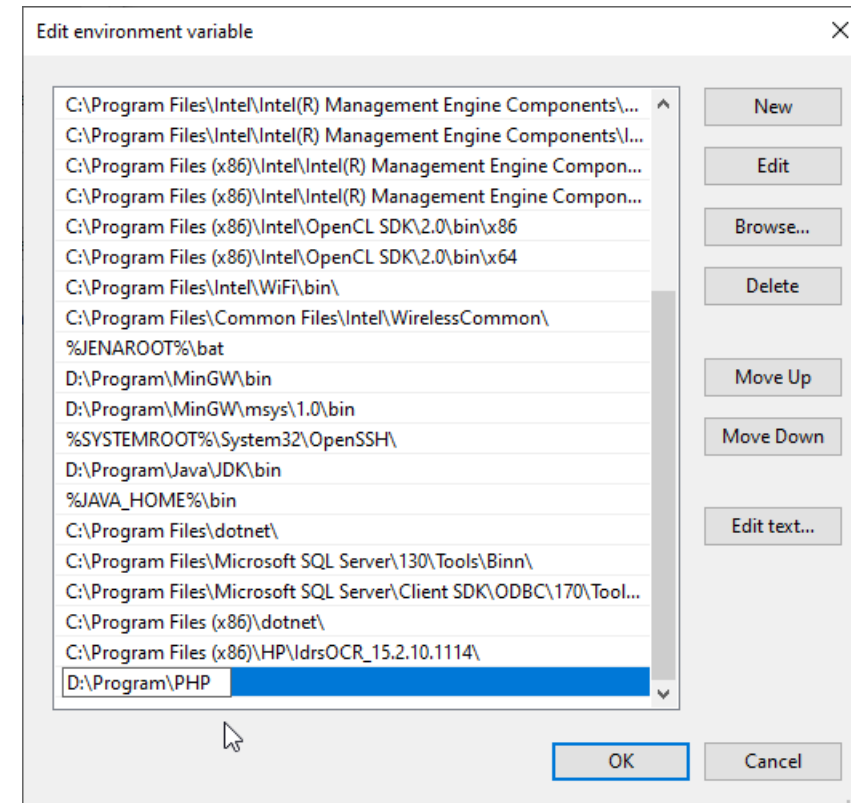 Edit environment variable
C:\Program Files\Intel\Intel(R) Management Engine Components\...
C:\Program Files\Intel\Intel(R) Management Engine Components\I...
C:\Program Files (x86)\Intel\Intel(R) Management Engine Compon...
C:\Program Files (x86)\Intel\Intel(R) Management Engine Compon...
C:\Program Files (x86)\Intel\OpenCL SDK\2.0\bin\x86
C:\Program Files (x86)\Intel\OpenCL SDK\2.0\bin\x64
C:\Program Files\Intel\WiFi\bin\
C:\Program Files\Common Files\Intel\WirelessCommon\
%JENAROOT%\bat
D:\Program\MinGW\bin
D:\Program\MinGW\msys\1.0\bin
%SYSTEMROOT%\System32\OpenSSH\
D:\Program\Java\JDK\bin
%JAVA_HOME%\bin
C:\Program Files\dotnet\
C:\Program Files\Microsoft SQL Server\130\Tools\Binn\
C:\Program Files\Microsoft SQL Server\Client SDK\ODBC\170\Tool...
C:\Program Files (x86)\dotnet\
C:\Program Files (x86)\HP\IdrsOCR_15.2.10.1114\
D:\Program\PHP
New
Edit
Browse...
Delete
Move Up
Move Down
Edit text...
OK
Cancel